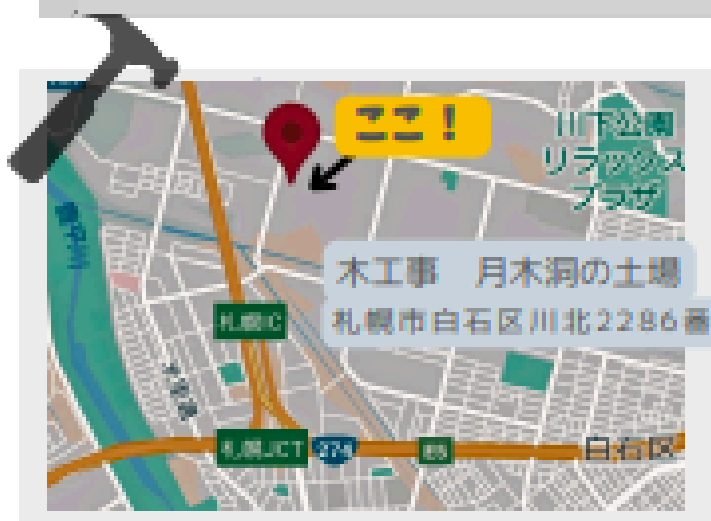 ここ！
川下公園
リラックス
プラザ
木工事　月木洞の土場
札幌市白石区川北2286番
札幌IC
札幌JCT
274
E5
白石区